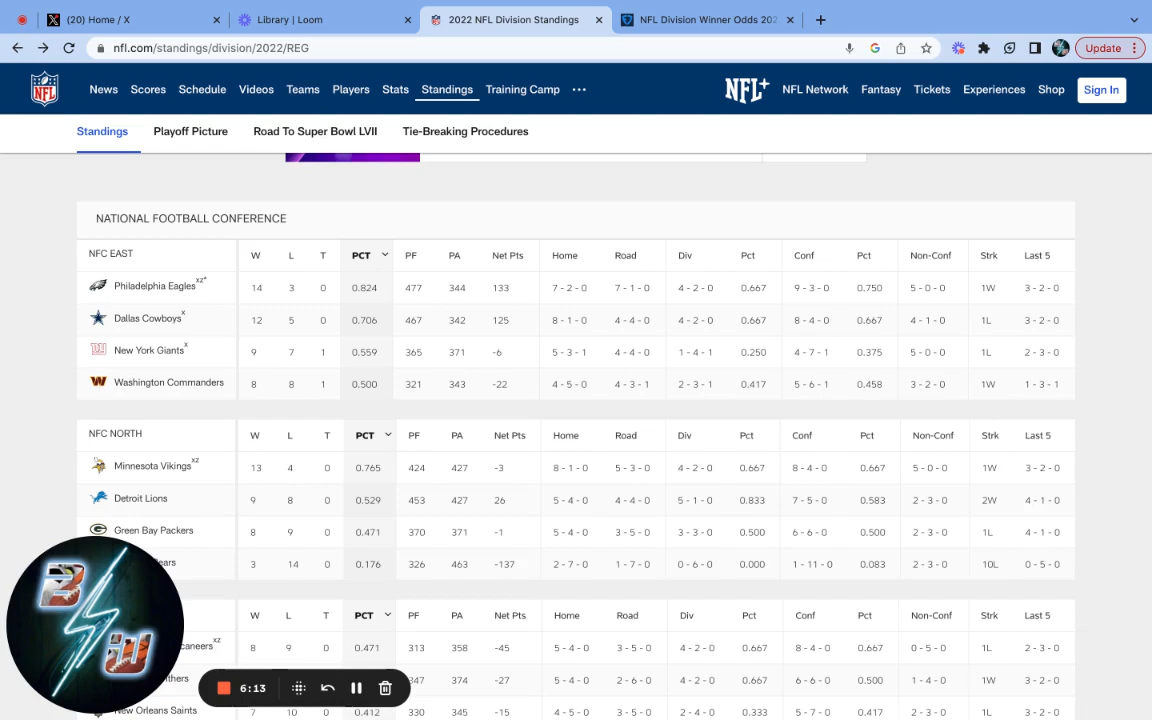 (20) Home / X
Library | Loom
2022 NFL Division Standings
NFL Division Winner Odds 202
nfl.com/standings/division/2022/REG
Update
NFL
News Scores Schedule Videos Teams Players Stats Standings Training Camp
NFL+ NFL Network Fantasy Tickets Experiences Shop Sign In
Standings Playoff Picture Road To Super Bowl LVII Tie-Breaking Procedures
NATIONAL FOOTBALL CONFERENCE
NFC EAST W L T PCT PF PA Net Pts Home Road Div Pct Conf Pct Non-Conf Strk Last 5
Philadelphia Eagles xz* 14 3 0 0.824 477 344 133 7 - 2 - 0 7 - 1 - 0 4 - 2 - 0 0.667 9 - 3 - 0 0.750 5 - 0 - 0 1W 3 - 2 - 0
Dallas Cowboys x 12 5 0 0.706 467 342 125 8 - 1 - 0 4 - 4 - 0 4 - 2 - 0 0.667 8 - 4 - 0 0.667 4 - 1 - 0 1L 3 - 2 - 0
New York Giants x 9 7 1 0.559 365 371 -6 5 - 3 - 1 4 - 4 - 0 1 - 4 - 1 0.250 4 - 7 - 1 0.375 5 - 0 - 0 1L 2 - 3 - 0
Washington Commanders 8 8 1 0.500 321 343 -22 4 - 5 - 0 4 - 3 - 1 2 - 3 - 1 0.417 5 - 6 - 1 0.458 3 - 2 - 0 1W 1 - 3 - 1
NFC NORTH W L T PCT PF PA Net Pts Home Road Div Pct Conf Pct Non-Conf Strk Last 5
Minnesota Vikings xz 13 4 0 0.765 424 427 -3 8 - 1 - 0 5 - 3 - 0 4 - 2 - 0 0.667 8 - 4 - 0 0.667 5 - 0 - 0 1W 3 - 2 - 0
Detroit Lions 9 8 0 0.529 453 427 26 5 - 4 - 0 4 - 4 - 0 5 - 1 - 0 0.833 7 - 5 - 0 0.583 2 - 3 - 0 2W 4 - 1 - 0
Green Bay Packers 8 9 0 0.471 370 371 -1 5 - 4 - 0 3 - 5 - 0 3 - 3 - 0 0.500 6 - 6 - 0 0.500 2 - 3 - 0 1L 4 - 1 - 0
ears 3 14 0 0.176 326 463 -137 2 - 7 - 0 1 - 7 - 0 0 - 6 - 0 0.000 1 - 11 - 0 0.083 2 - 3 - 0 10L 0 - 5 - 0
W L T PCT PF PA Net Pts Home Road Div Pct Conf Pct Non-Conf Strk Last 5
caneers xz 8 9 0 0.471 313 358 -45 5 - 4 - 0 3 - 5 - 0 4 - 2 - 0 0.667 8 - 4 - 0 0.667 0 - 5 - 0 1L 2 - 3 - 0
thers 347 374 -27 5 - 4 - 0 2 - 6 - 0 4 - 2 - 0 0.667 6 - 6 - 0 0.500 1 - 4 - 0 1W 3 - 2 - 0
New Orleans Saints 7 10 0 0.412 330 345 -15 4 - 5 - 0 3 - 5 - 0 2 - 4 - 0 0.333 5 - 7 - 0 0.417 2 - 3 - 0 1L 3 - 2 - 0
B
U
6:13